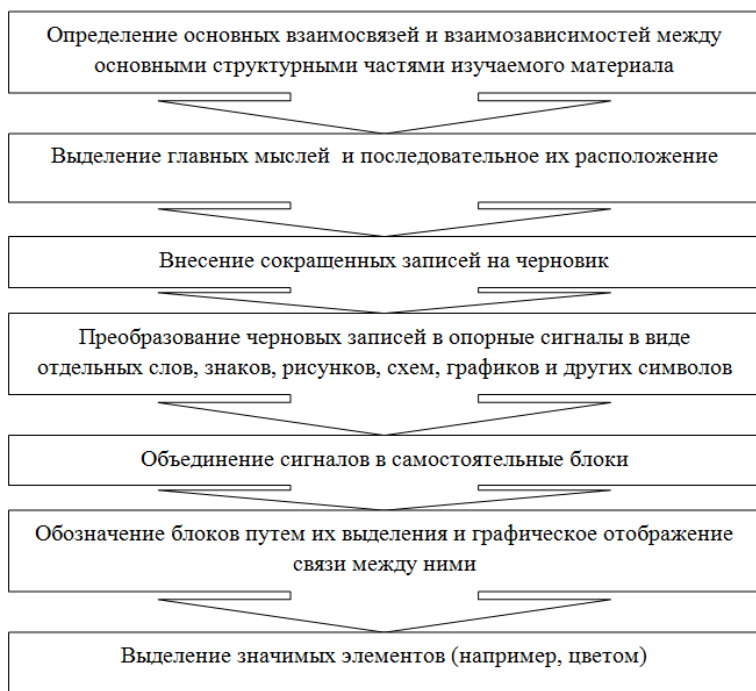 Определение основных взаимосвязей и взаимозависимостей между
основными структурными частями изучаемого материала
Выделение главных мыслей и последовательное их расположение
Внесение сокращенных записей на черновик
Преобразование черновых записей в опорные сигналы в виде
отдельных слов, знаков, рисунков, схем, графиков и других символов
Объединение сигналов в самостоятельные блоки
Обозначение блоков путем их выделения и графическое отображение
связи между ними
Выделение значимых элементов (например, цветом)